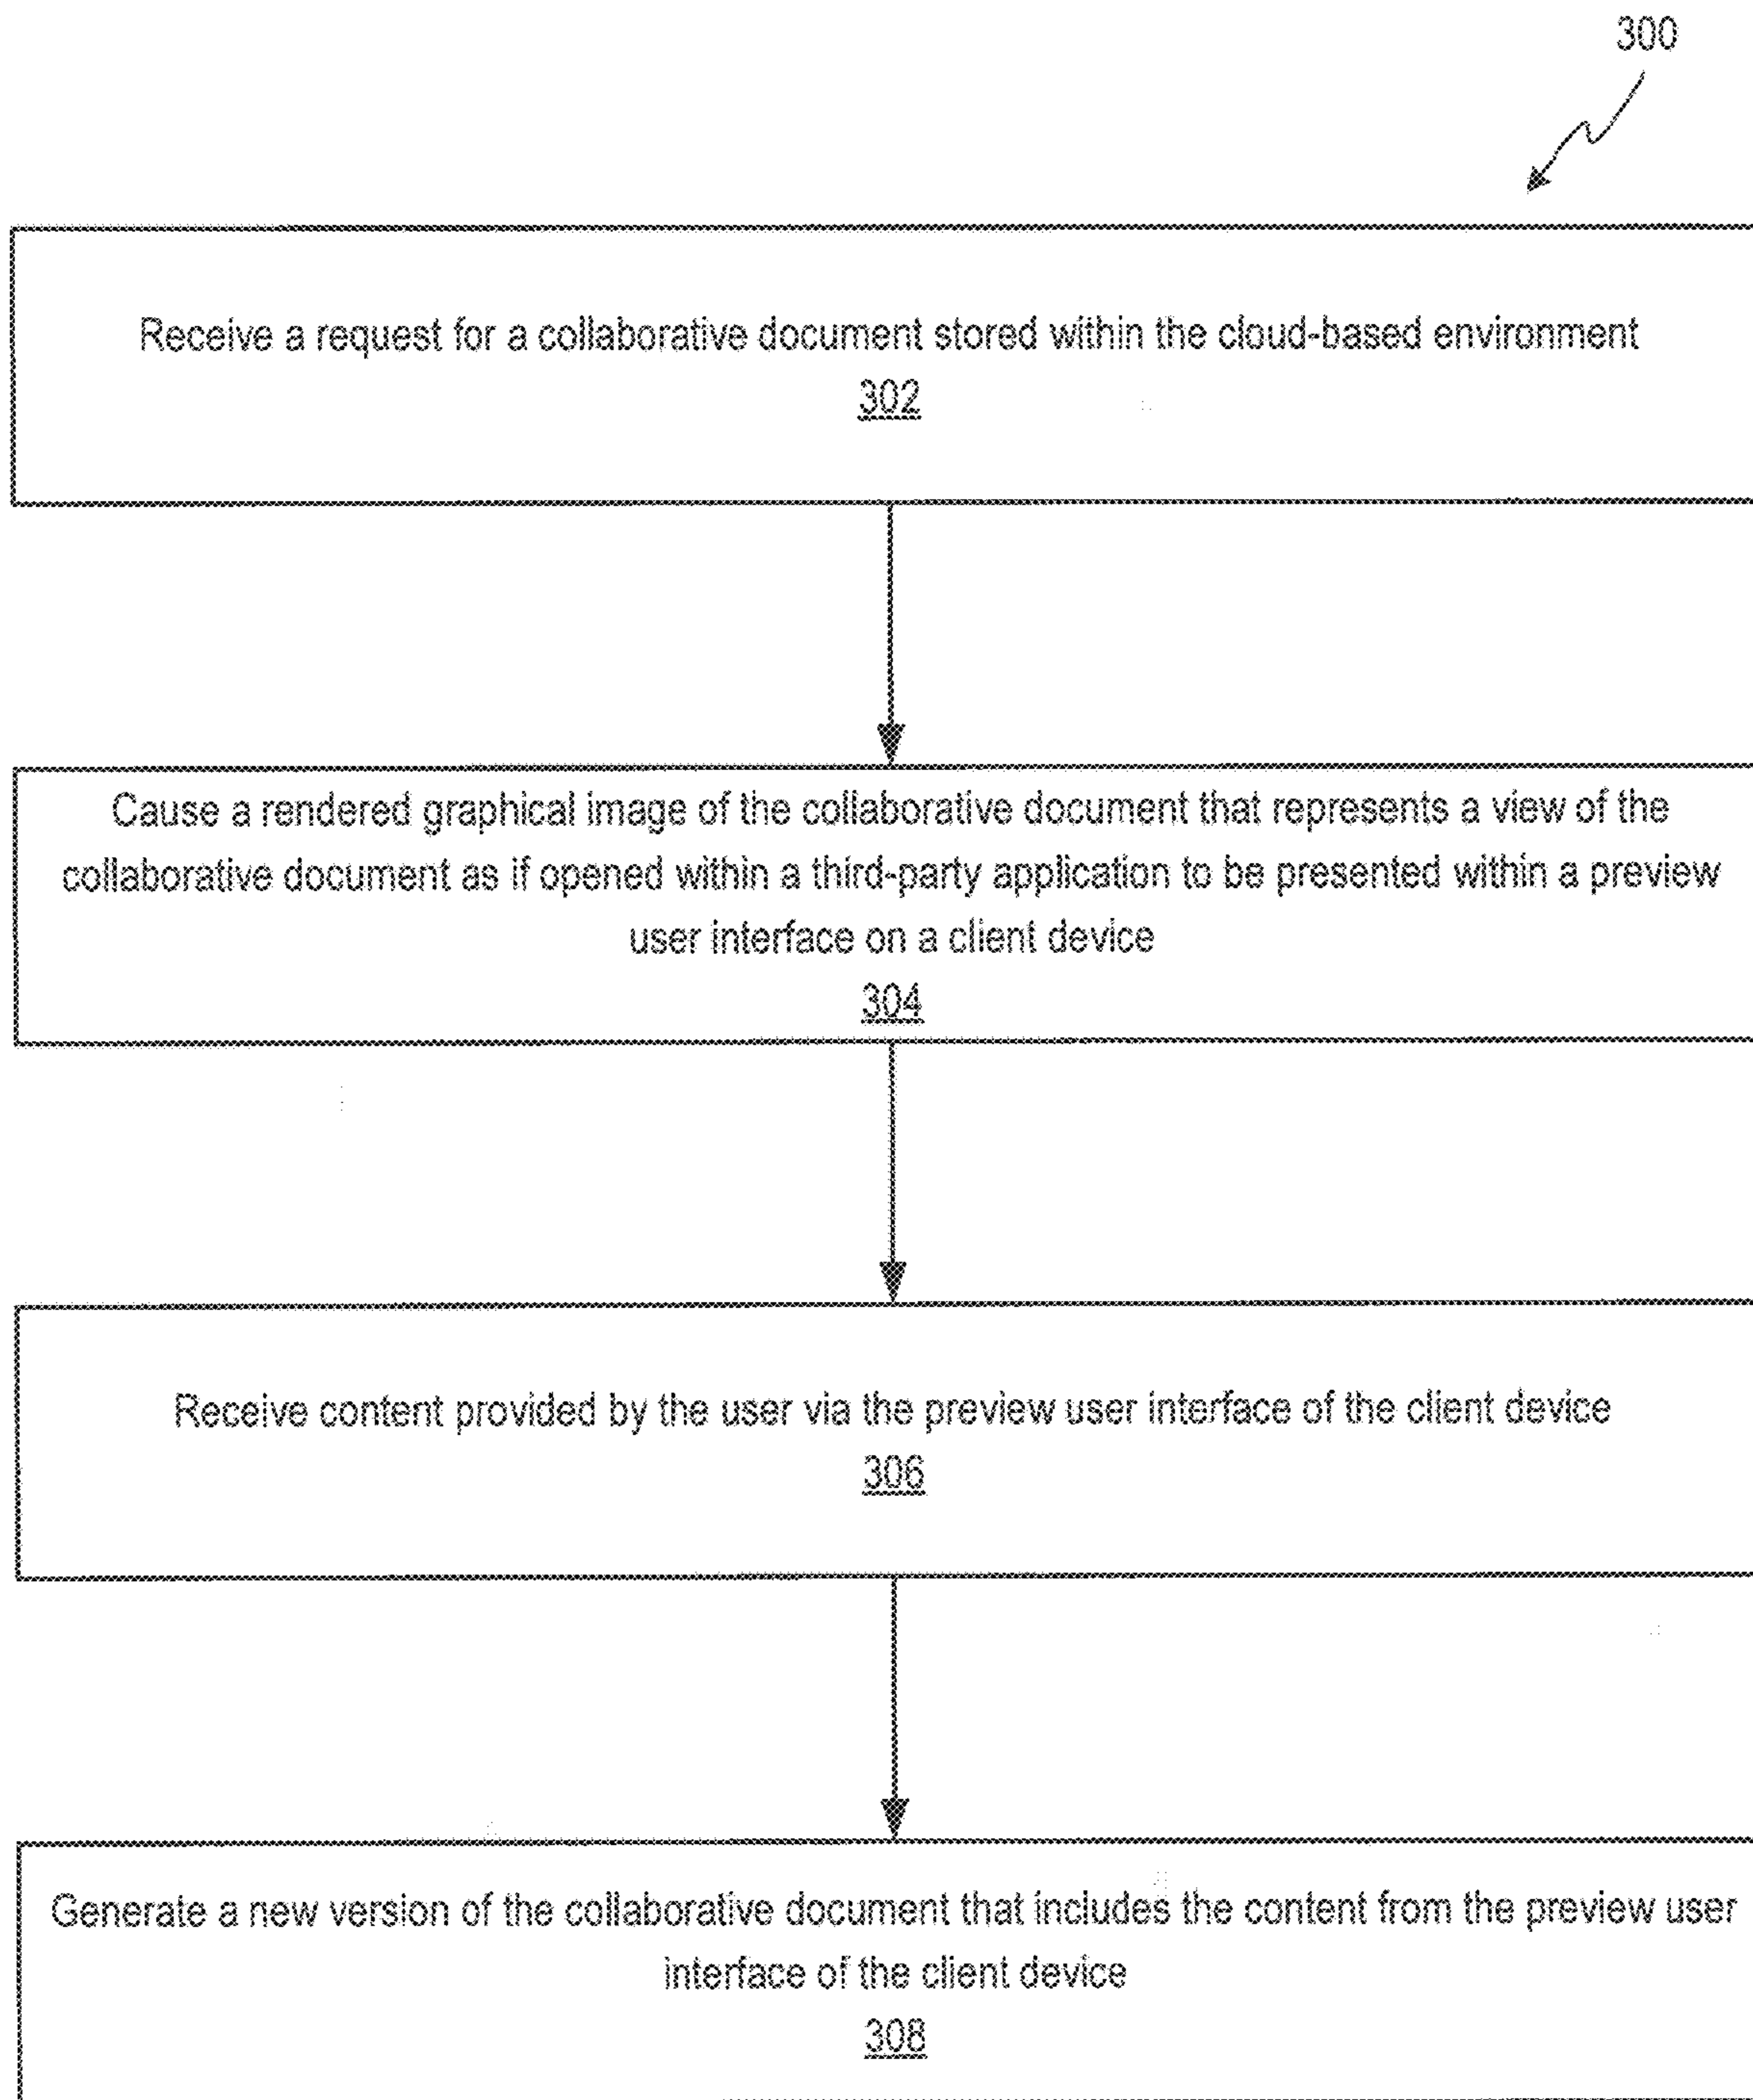 300
Receive a request for a collaborative document stored within the cloud-based environment
302
Cause a rendered graphical image of the collaborative document that represents a view of the
collaborative document as if opened within a third-party application to be presented within a preview
user interface on a client device
304
Receive content provided by the user via the preview user interface of the client device
306
Generate a new version of the collaborative document that includes the content from the preview user
interface of the client device
308